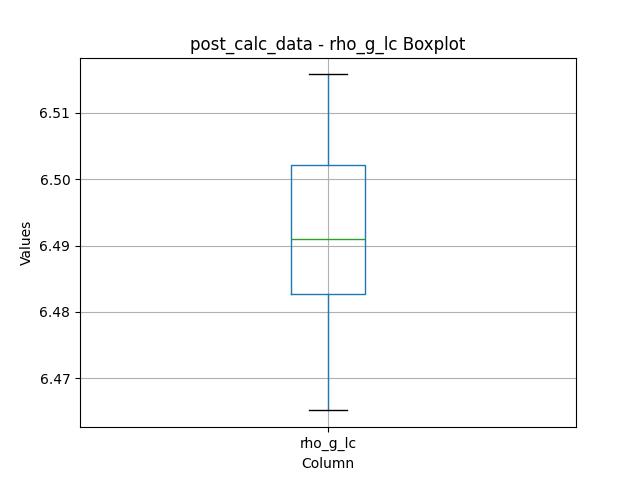 post_calc_data - rho_g_lc Boxplot
6.51
6.50
6.49
6.48
6.47
Values
rho_g_lc
Column